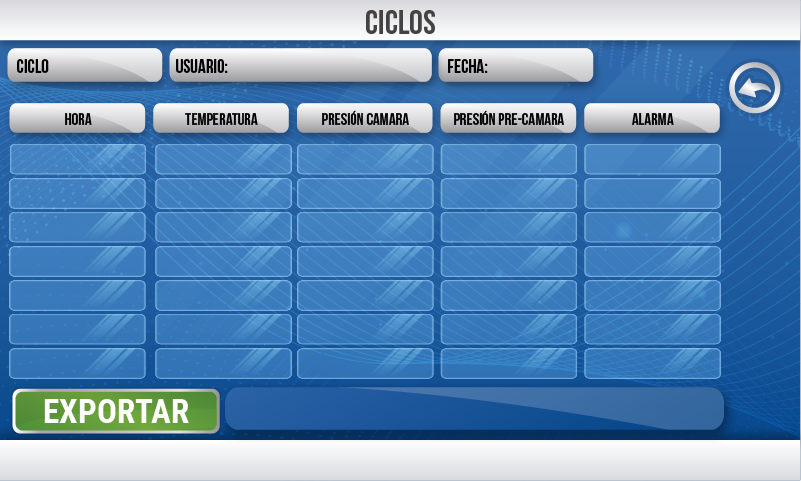 CICLOS
CICLO
USUARIO:
FECHA:
HORA
TEMPERATURA
PRESIÓN CAMARA
PRESIÓN PRE-CAMARA
ALARMA
EXPORTAR